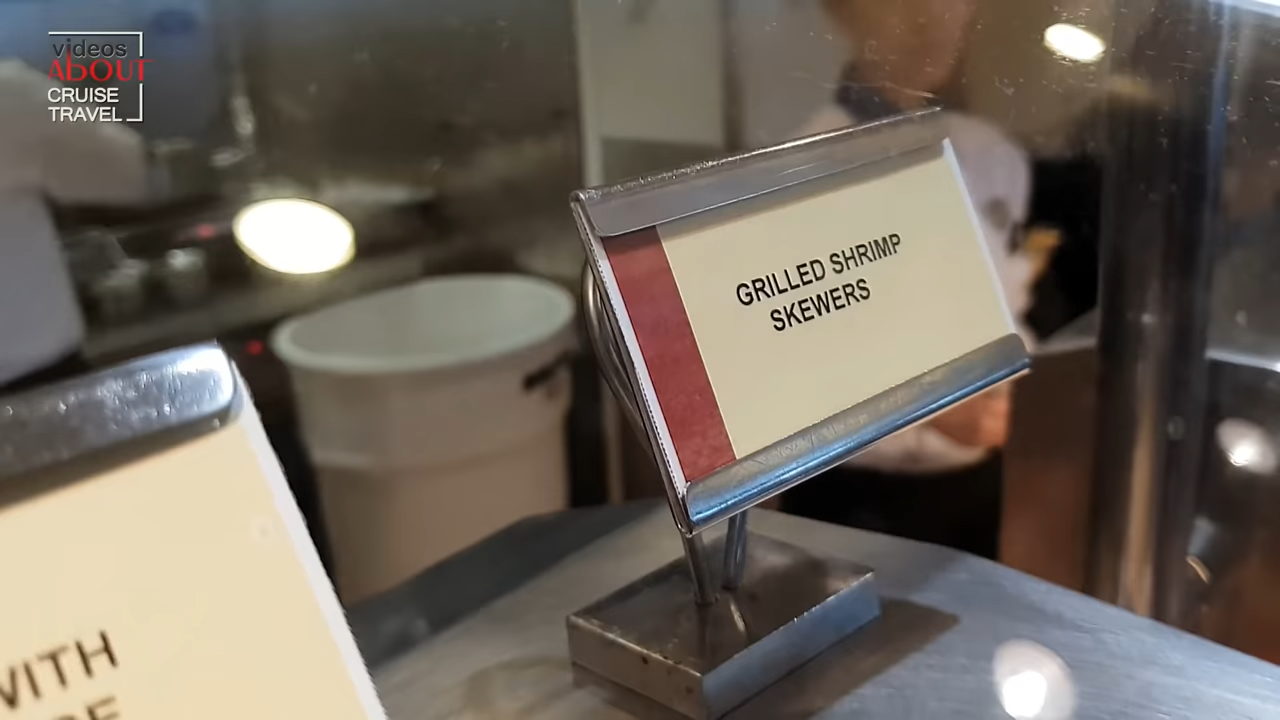 videos
ABOUT
CRUISE
TRAVEL
GRILLED SHRIMP
SKEWERS
WITH